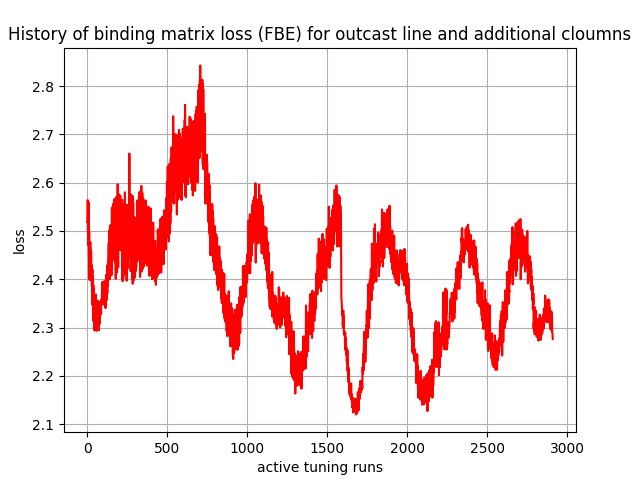 History of binding matrix loss (FBE) for outcast line and additional cloumns
2.8
2.7
2.6
2.5
2.4
2.3
2.2
2.1
loss
0 500 1000 1500 2000 2500 3000
active tuning runs